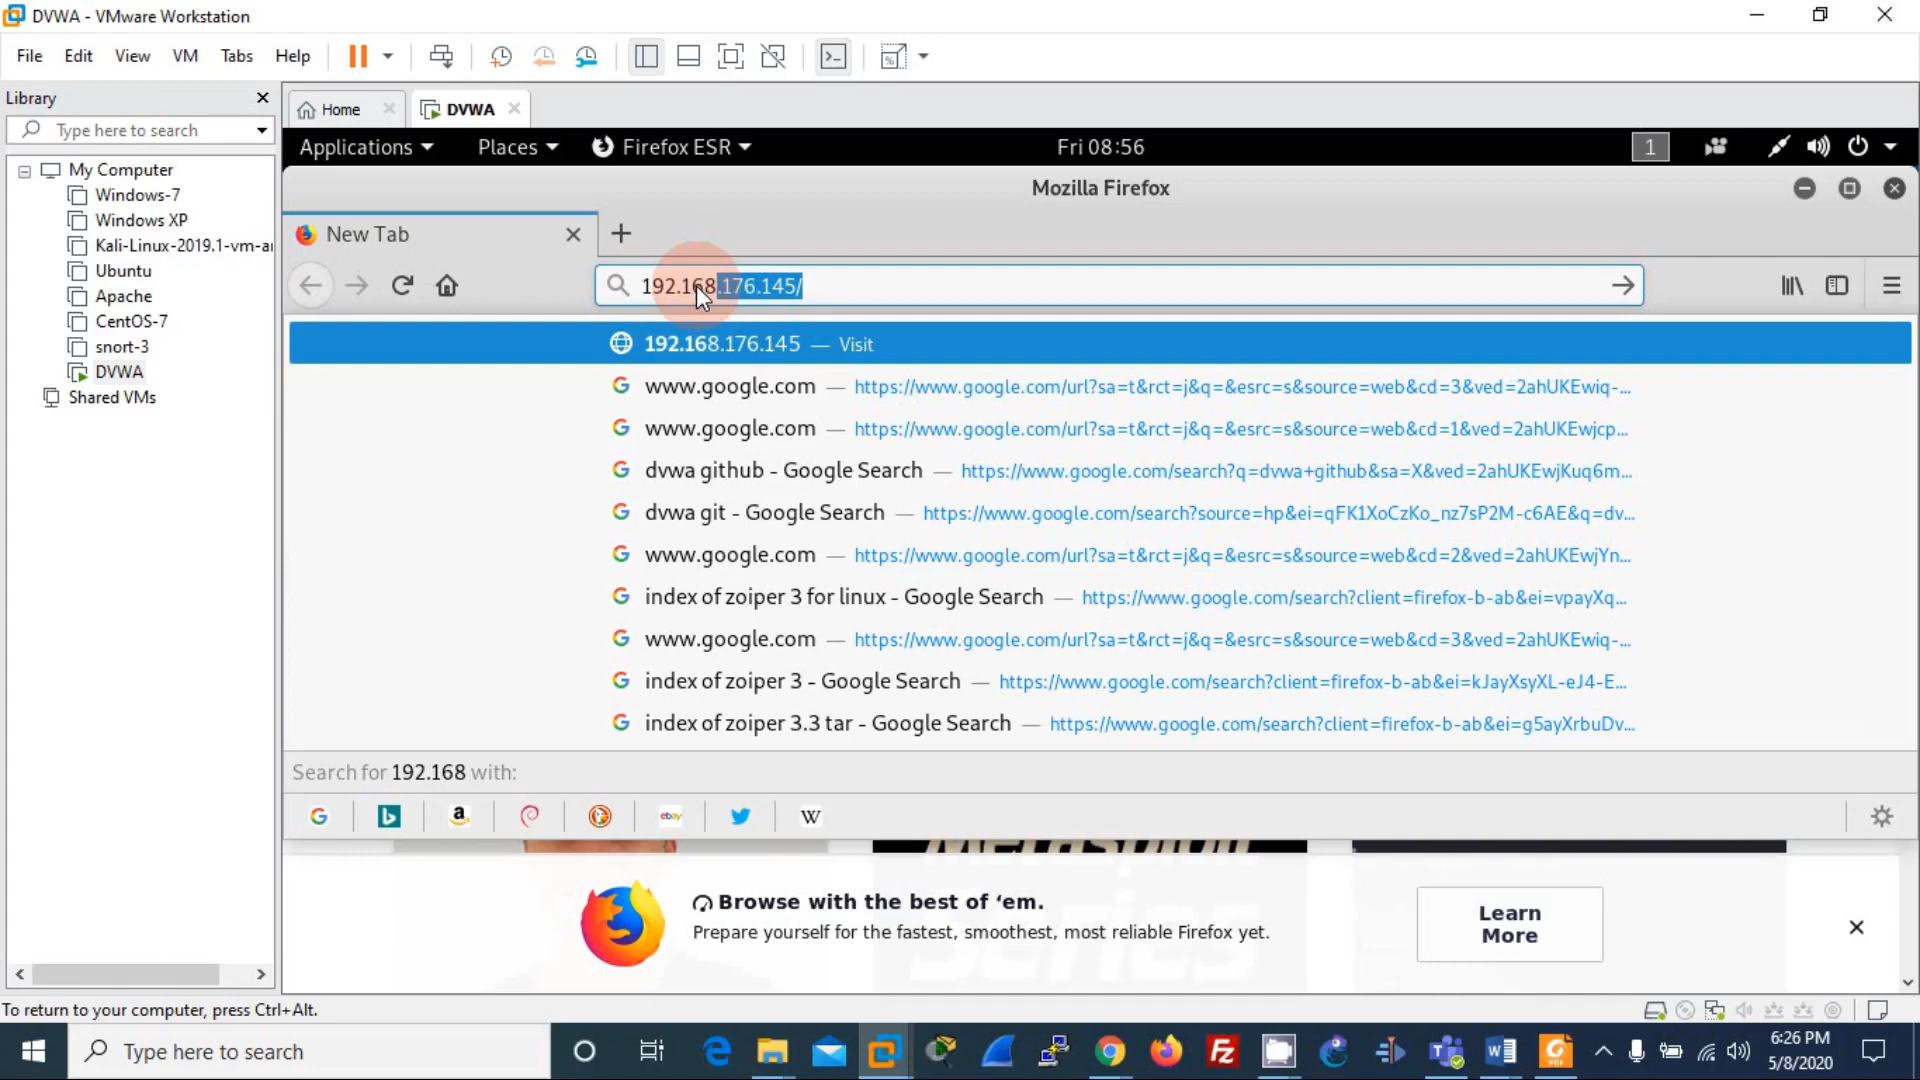 DVWA - VMware Workstation
File Edit View VM Tabs Help
Library
Type here to search
My Computer
Windows-7
Windows XP
Kali-Linux-2019.1-vm-ar
Ubuntu
Apache
CentOS-7
snort-3
DVWA
Shared VMs
Home DVWA
Applications Places Firefox ESR Fri 08:56 1
Mozilla Firefox
New Tab
192.168.176.145/
192.168.176.145 — Visit
www.google.com — https://www.google.com/url?sa=t&rct=j&q=&esrc=s&source=web&cd=3&ved=2ahUKEwiq-...
www.google.com — https://www.google.com/url?sa=t&rct=j&q=&esrc=s&source=web&cd=1&ved=2ahUKEwjcp...
dvwa github - Google Search — https://www.google.com/search?q=dvwa+github&sa=X&ved=2ahUKEwjKuq6m...
dvwa git - Google Search — https://www.google.com/search?source=hp&ei=qFK1XoCzKo_nz7sP2M-c6AE&q=dv...
www.google.com — https://www.google.com/url?sa=t&rct=j&q=&esrc=s&source=web&cd=2&ved=2ahUKEwjYn...
index of zoiper 3 for linux - Google Search — https://www.google.com/search?client=firefox-b-ab&ei=vpayXq...
www.google.com — https://www.google.com/url?sa=t&rct=j&q=&esrc=s&source=web&cd=3&ved=2ahUKEwiq-...
index of zoiper 3 - Google Search — https://www.google.com/search?client=firefox-b-ab&ei=kJayXsyXL-eJ4-E...
index of zoiper 3.3 tar - Google Search — https://www.google.com/search?client=firefox-b-ab&ei=g5ayXrbuDv...
Search for 192.168 with:
Metasploit
Series
Browse with the best of ‘em.
Prepare yourself for the fastest, smoothest, most reliable Firefox yet.
Learn
More
To return to your computer, press Ctrl+Alt.
Type here to search
6:26 PM
5/8/2020